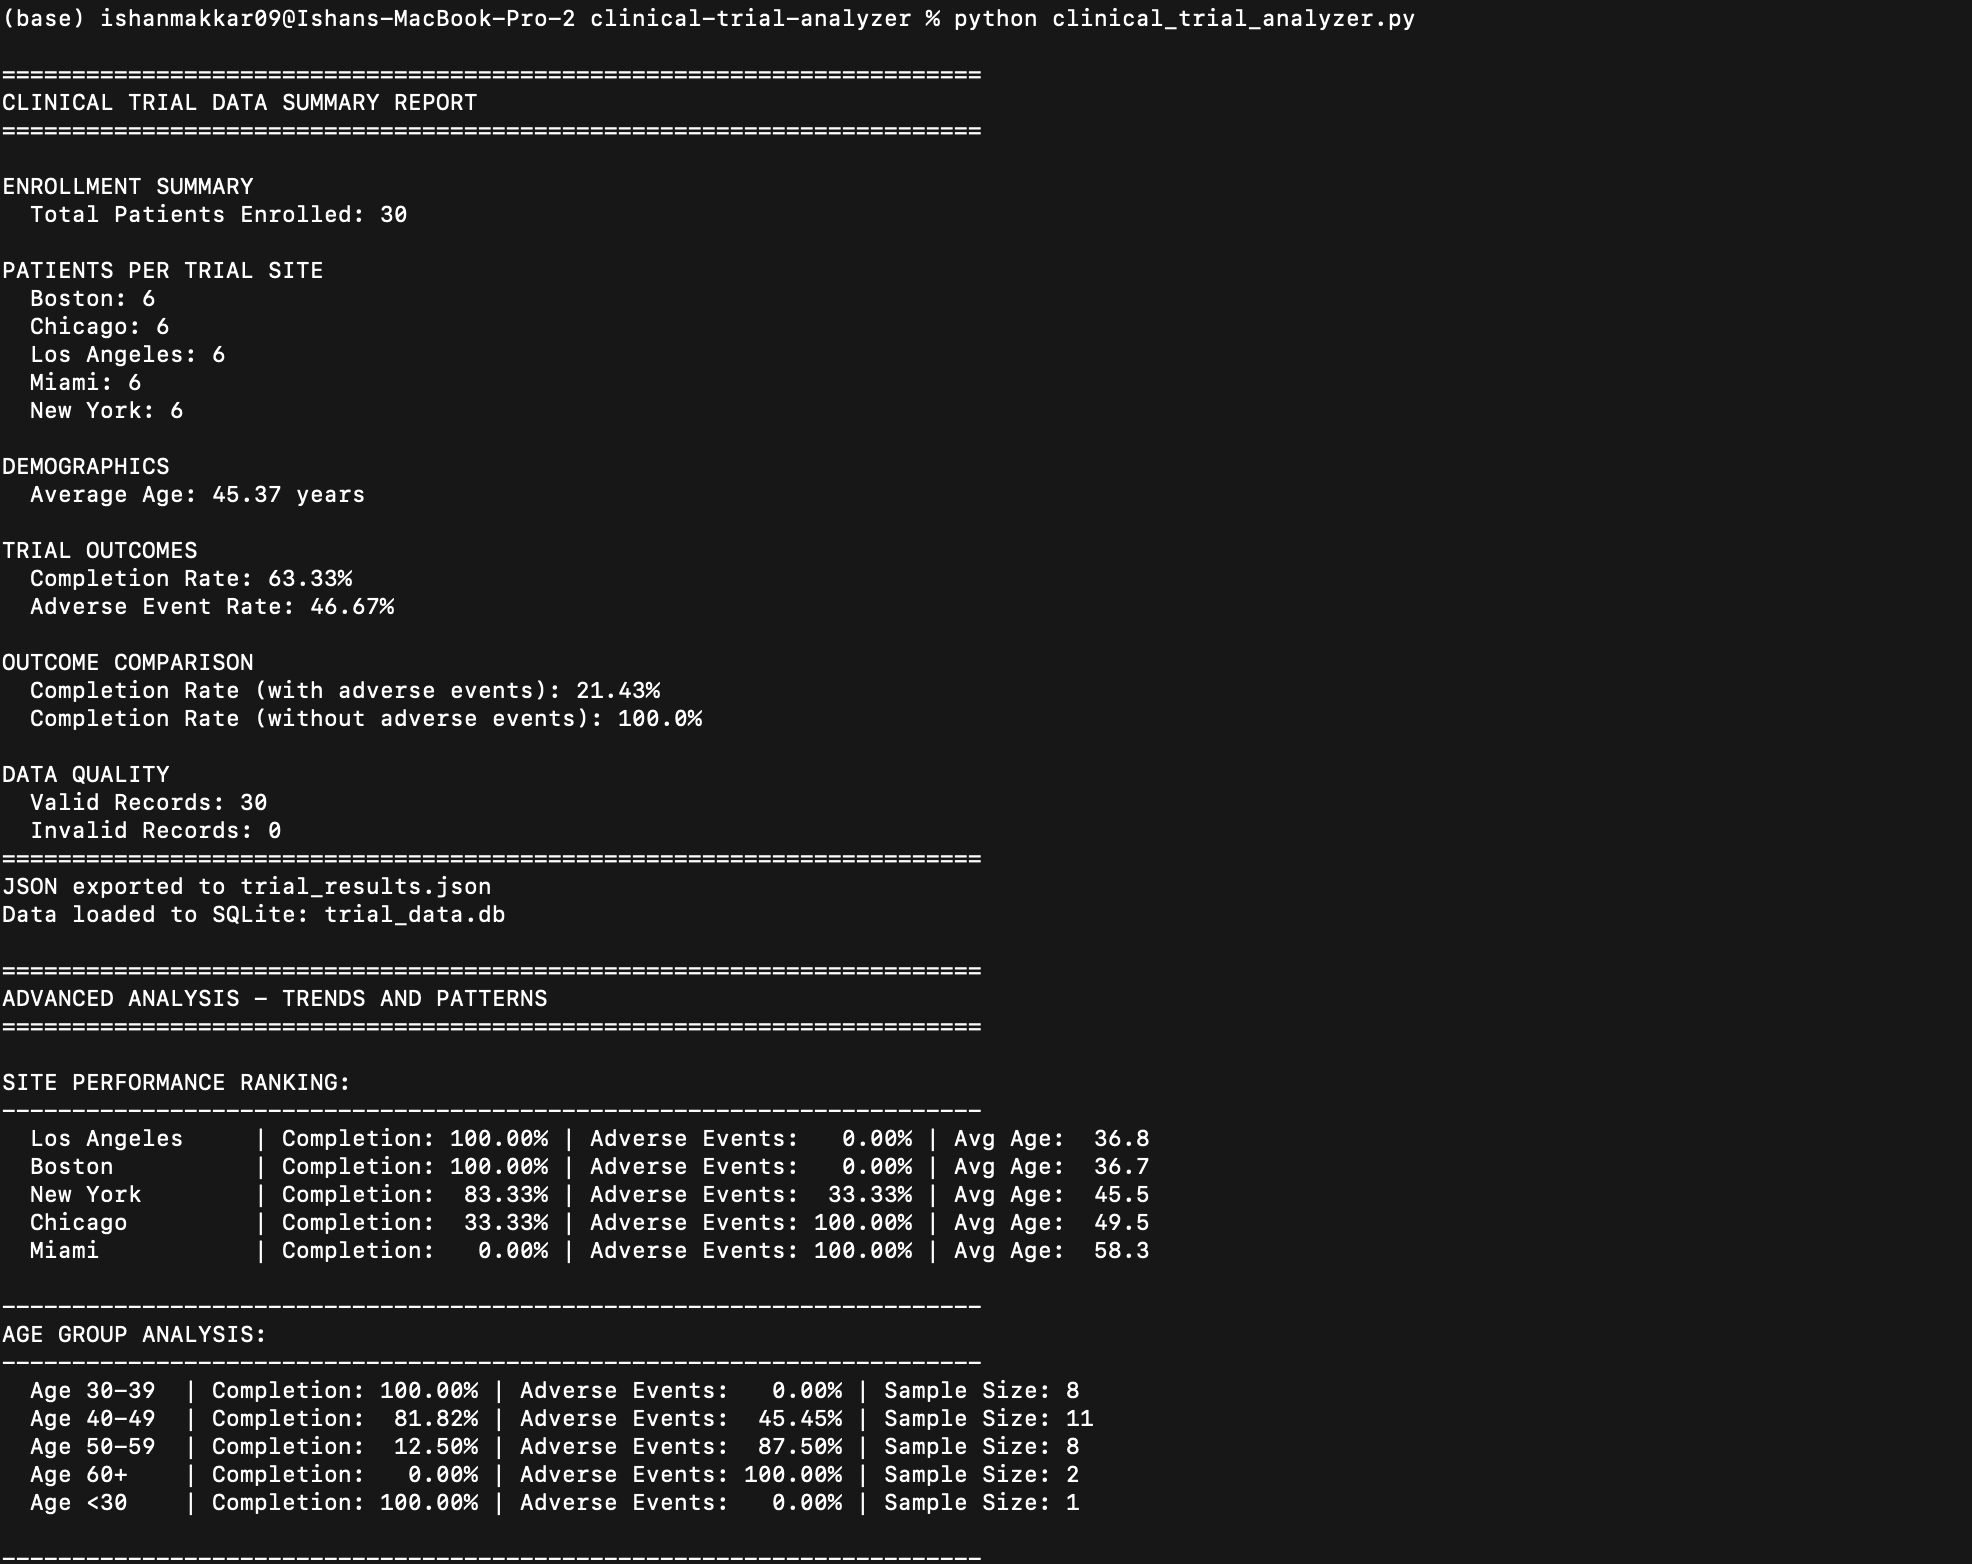 (base) ishanmakkar09@Ishans-MacBook-Pro-2 clinical-trial-analyzer % python clinical_trial_analyzer.py
======================================================================
CLINICAL TRIAL DATA SUMMARY REPORT
======================================================================
ENROLLMENT SUMMARY
  Total Patients Enrolled: 30
PATIENTS PER TRIAL SITE
  Boston: 6
  Chicago: 6
  Los Angeles: 6
  Miami: 6
  New York: 6
DEMOGRAPHICS
  Average Age: 45.37 years
TRIAL OUTCOMES
  Completion Rate: 63.33%
  Adverse Event Rate: 46.67%
OUTCOME COMPARISON
  Completion Rate (with adverse events): 21.43%
  Completion Rate (without adverse events): 100.0%
DATA QUALITY
  Valid Records: 30
  Invalid Records: 0
======================================================================
JSON exported to trial_results.json
Data loaded to SQLite: trial_data.db
======================================================================
ADVANCED ANALYSIS - TRENDS AND PATTERNS
======================================================================
SITE PERFORMANCE RANKING:
----------------------------------------------------------------------
  Los Angeles     | Completion: 100.00% | Adverse Events:   0.00% | Avg Age:  36.8
  Boston          | Completion: 100.00% | Adverse Events:   0.00% | Avg Age:  36.7
  New York        | Completion:  83.33% | Adverse Events:  33.33% | Avg Age:  45.5
  Chicago         | Completion:  33.33% | Adverse Events: 100.00% | Avg Age:  49.5
  Miami           | Completion:   0.00% | Adverse Events: 100.00% | Avg Age:  58.3
----------------------------------------------------------------------
AGE GROUP ANALYSIS:
----------------------------------------------------------------------
  Age 30-39  | Completion: 100.00% | Adverse Events:   0.00% | Sample Size: 8
  Age 40-49  | Completion:  81.82% | Adverse Events:  45.45% | Sample Size: 11
  Age 50-59  | Completion:  12.50% | Adverse Events:  87.50% | Sample Size: 8
  Age 60+    | Completion:   0.00% | Adverse Events: 100.00% | Sample Size: 2
  Age <30    | Completion: 100.00% | Adverse Events:   0.00% | Sample Size: 1
----------------------------------------------------------------------